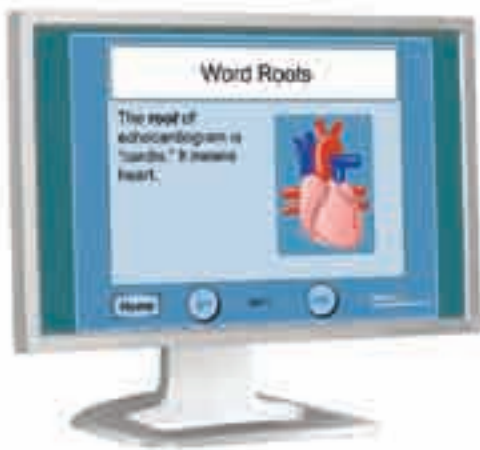 Word Roots
The root of
echocardiogram is
"cardio." It means
heart.
Home